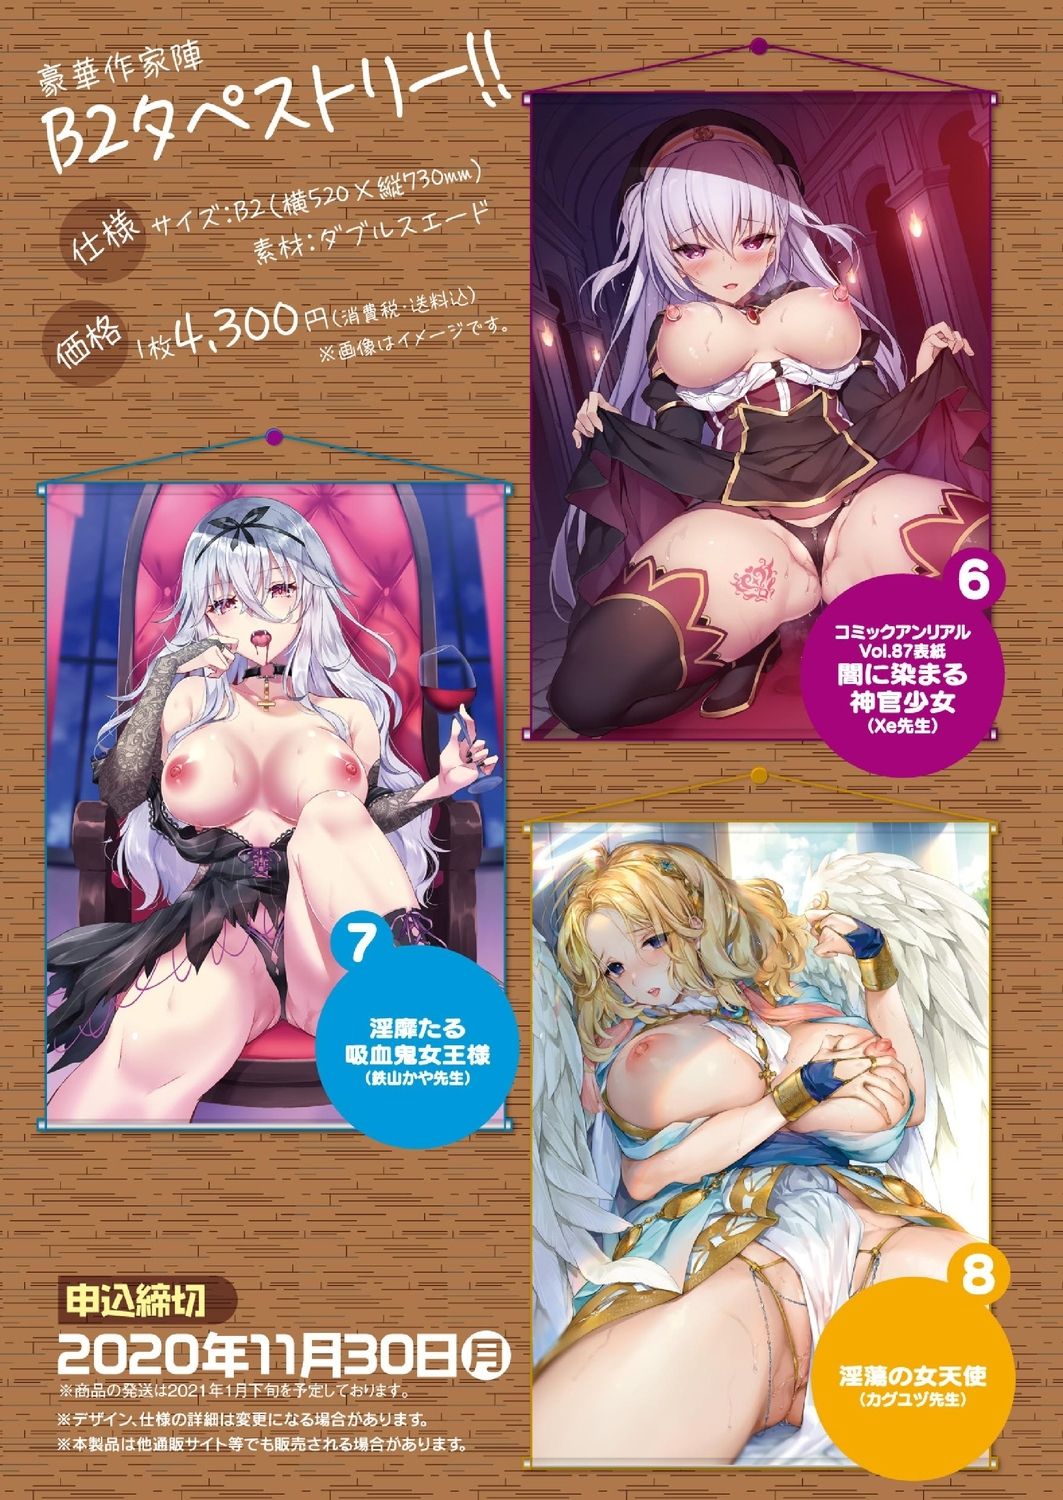 豪華作家陣
B2タペストリー!!
仕様
サイズ:B2(横520×縦730mm)
素材:ダブルスエード
価格
1枚4,300円(消費税・送料込)
※画像はイメージです。
6
コミックアンリアル
Vol.87表紙
闇に染まる
神官少女
(Xe先生)
7
淫靡たる
吸血鬼女王様
(鉄山かや先生)
8
淫蕩の女天使
(カグユヅ先生)
申込締切
2020年11月30日月
※商品の発送は2021年1月下旬を予定しております。
※デザイン、仕様の詳細は変更になる場合があります。
※本製品は他通販サイト等でも販売される場合があります。